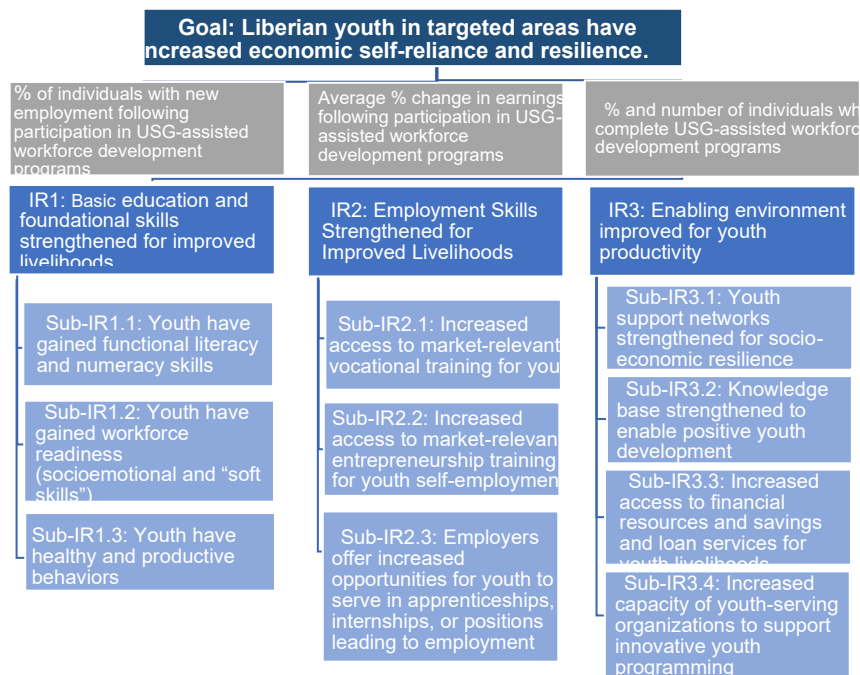 Goal: Liberian youth in targeted areas have
ncreased economic self-reliance and resilience.
% of individuals with new
employment following
participation in USG-assisted
workforce development
programs
Average % change in earnings
following participation in USG-
assisted workforce
development programs
% and number of individuals wh
complete USG-assisted workforc
development programs
IR1: Basic education and
foundational skills
strengthened for improved
livelihoods
Sub-IR1.1: Youth have
gained functional literacy
and numeracy skills
Sub-IR1.2: Youth have
gained workforce
readiness
(socioemotional and “soft
skills”)
Sub-IR1.3: Youth have
healthy and productive
behaviors
IR2: Employment Skills
Strengthened for
Improved Livelihoods
Sub-IR2.1: Increased
access to market-relevant
vocational training for you
Sub-IR2.2: Increased
access to market-relevan
entrepreneurship training
for youth self-employmen
Sub-IR2.3: Employers
offer increased
opportunities for youth to
serve in apprenticeships,
internships, or positions
leading to employment
IR3: Enabling environment
improved for youth
productivity
Sub-IR3.1: Youth
support networks
strengthened for socio-
economic resilience
Sub-IR3.2: Knowledge
base strengthened to
enable positive youth
development
Sub-IR3.3: Increased
access to financial
resources and savings
and loan services for
youth livelihoods
Sub-IR3.4: Increased
capacity of youth-serving
organizations to support
innovative youth
programming